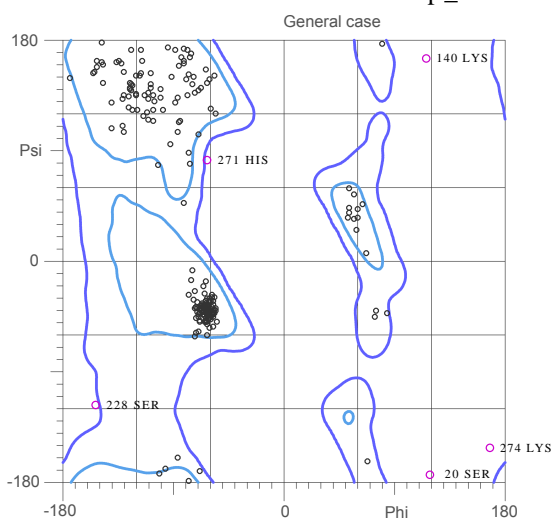 General case
180
140 LYS
Psi
271 HIS
0
228 SER
274 LYS
20 SER
-180
-180
0
Phi
180